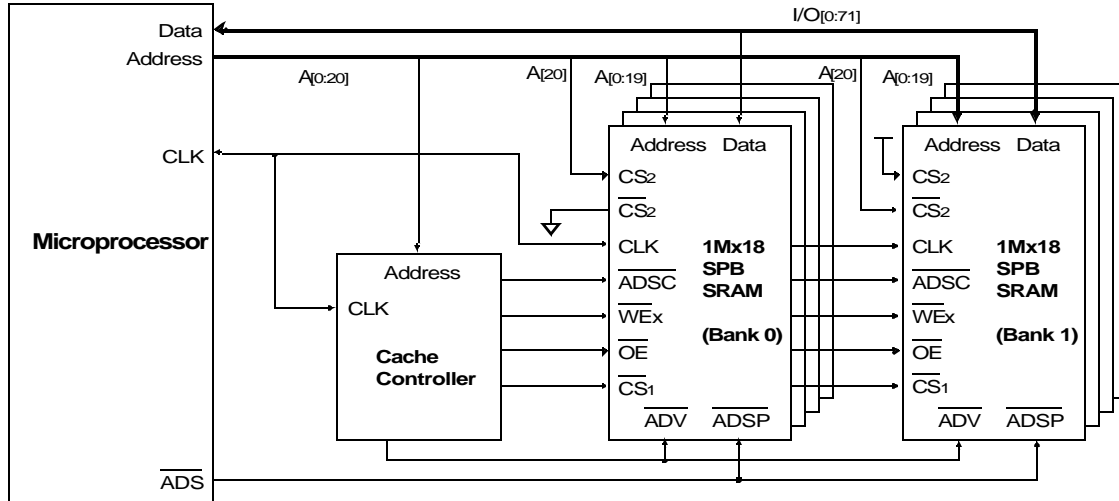 Data
I/O[0:71]
Address
A[0:20]
A[20]
A[0:19]
A[20]
A[0:19]
CLK
Microprocessor
ADS
Address
CLK
Cache
Controller
Address Data
CS2
CS2
CLK
ADSC
WEx
OE
CS1
ADV ADSP
1Mx18
SPB
SRAM
(Bank 0)
Address Data
CS2
CS2
CLK
ADSC
WEx
OE
CS1
ADV ADSP
1Mx18
SPB
SRAM
(Bank 1)